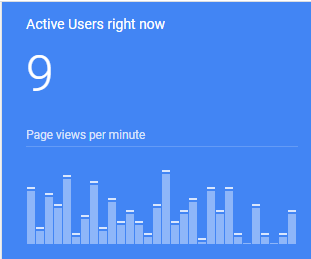 Active Users right now
9
Page views per minute